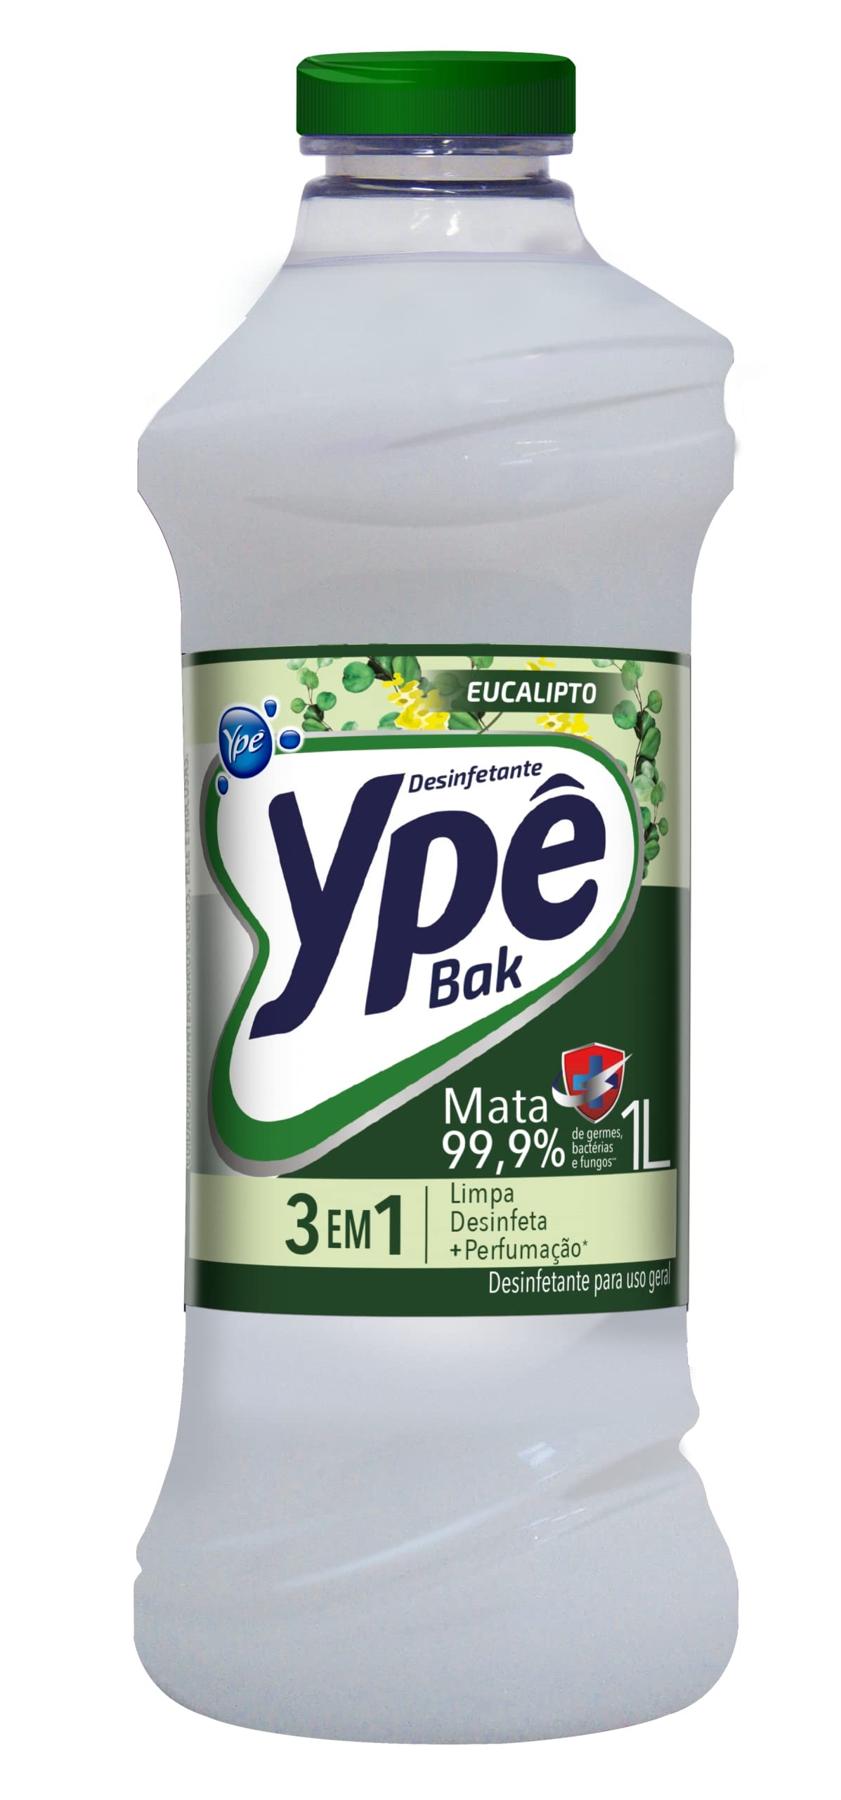 EUCALIPTO
Ypê
Desinfetante
Ypê
Bak
Mata
99,9%
de germes,
bactérias
e fungos**
1L
3 EM 1
Limpa
Desinfeta
+Perfumação*
Desinfetante para uso geral